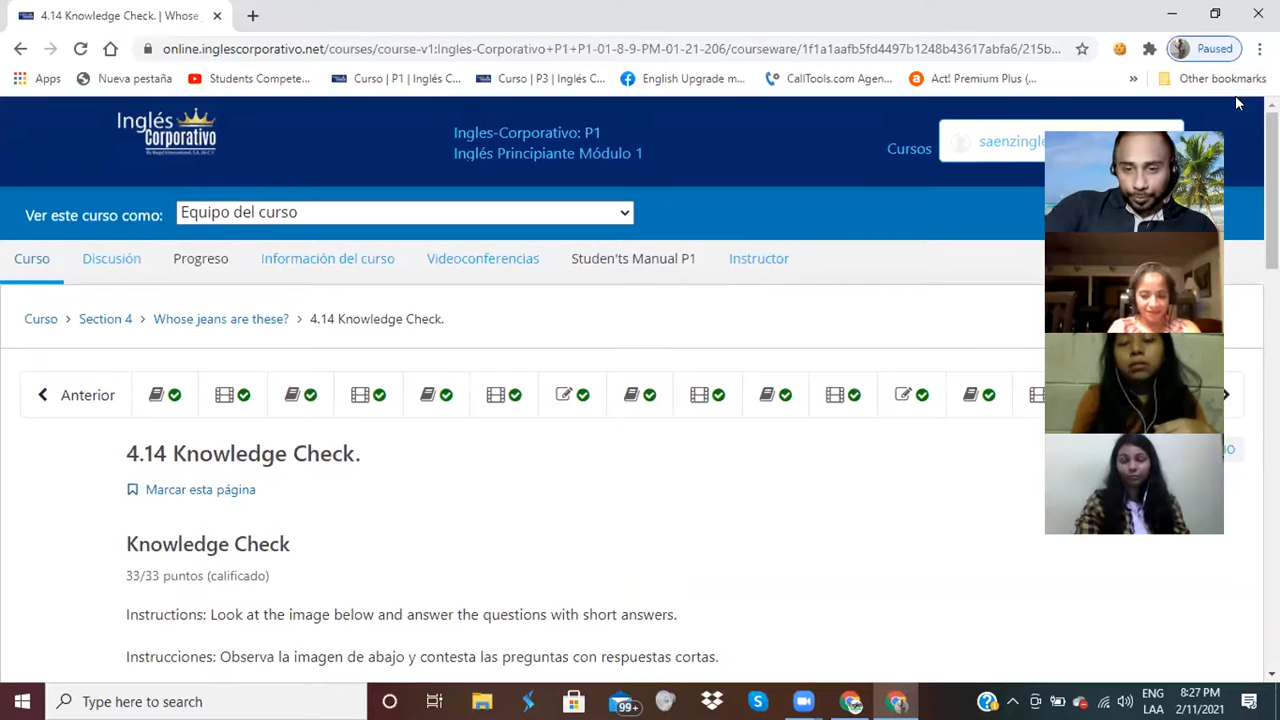 4.14 Knowledge Check. | Whose
online.inglescorporativo.net/courses/course-v1:Ingles-Corporativo+P1+P1-01-8-9-PM-01-21-206/courseware/1f1a1aafb5fd4497b1248b43617abfa6/215b...
Paused
Apps
Nueva pestaña
Students Compete...
Curso | P1 | Inglés C...
Curso | P3 | Inglés C...
English Upgrade m...
CallTools.com Agen...
Act! Premium Plus (...
»
Other bookmarks
Inglés
Corporativo
Ingles-Corporativo: P1
Inglés Principiante Módulo 1
Cursos
saenzingle
Ver este curso como:
Equipo del curso
Curso
Discusión
Progreso
Información del curso
Videoconferencias
Studen'ts Manual P1
Instructor
Curso > Section 4 > Whose jeans are these? > 4.14 Knowledge Check.
Anterior
4.14 Knowledge Check.
Marcar esta página
Knowledge Check
33/33 puntos (calificado)
Instructions: Look at the image below and answer the questions with short answers.
Instrucciones: Observa la imagen de abajo y contesta las preguntas con respuestas cortas.
Type here to search
99+
ENG
LAA
8:27 PM
2/11/2021